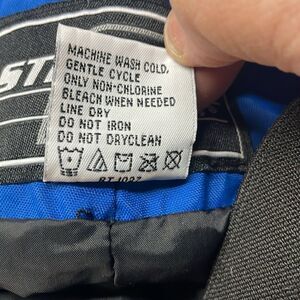 MACHINE WASH COLD,
GENTLE CYCLE
ONLY NON-CHLORINE
BLEACH WHEN NEEDED
LINE DRY
DO NOT IRON
DO NOT DRYCLEAN